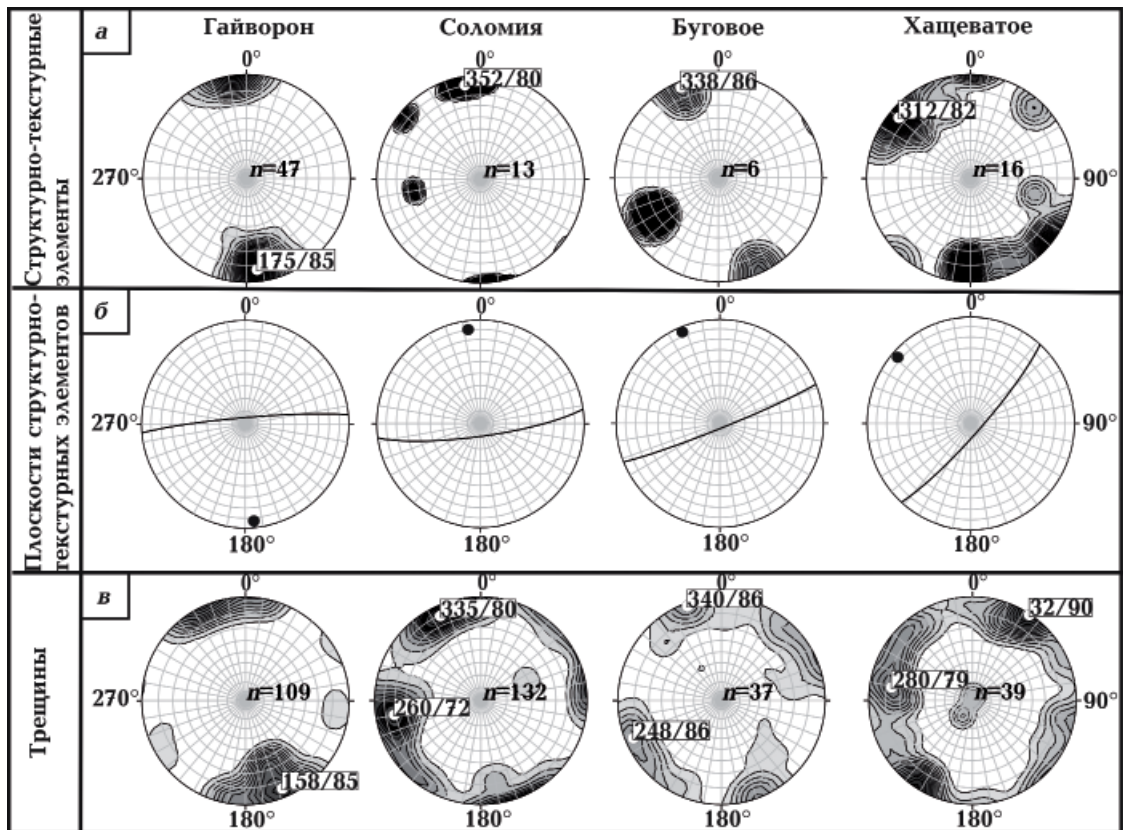 Структурно-текстурные
элементы
а
Гайворон
Соломия
Буговое
Хащеватое
0°
0°
0°
0°
352/80
338/86
312/82
270°
n=47
n=13
n=6
n=16
90°
175/85
Плоскости структурно-
текстурных элементов
б
0°
0°
0°
0°
270°
90°
180°
180°
180°
180°
Трещины
в
0°
0°
0°
0°
335/80
340/86
32/90
270°
n=109
n=132
n=37
n=39
90°
260/72
248/86
280/79
158/85
180°
180°
180°
180°